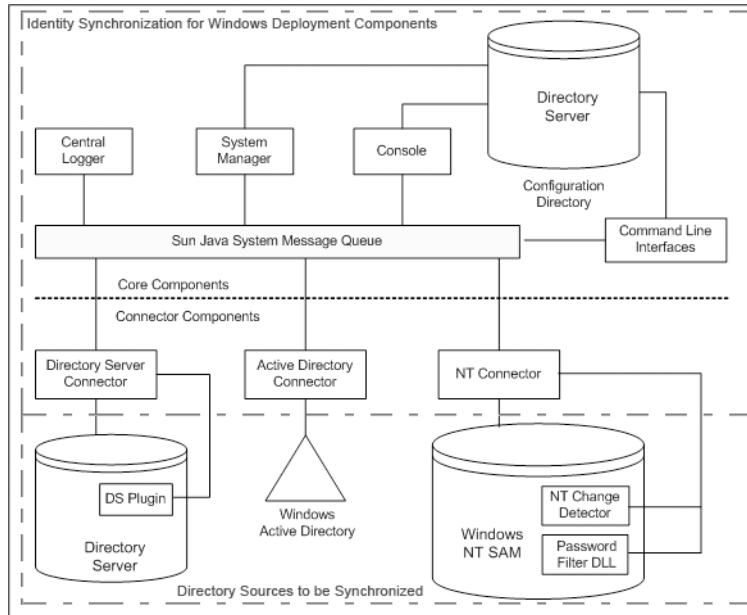 Identity Synchronization for Windows Deployment Components
Directory
Server
Central
Logger
System
Manager
Console
Configuration
Directory
Sun Java System Message Queue
Command Line
Interfaces
Core Components
Connector Components
Directory Server
Connector
Active Directory
Connector
NT Connector
DS Plugin
Directory
Server
Windows
Active Directory
Windows
NT SAM
NT Change
Detector
Password
Filter DLL
Directory Sources to be Synchronized